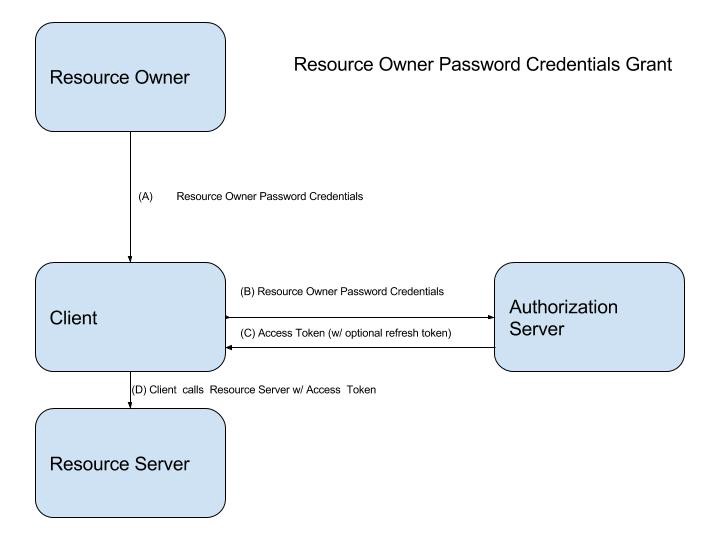 Resource Owner
Resource Owner Password Credentials Grant
(A) Resource Owner Password Credentials
Client
(B) Resource Owner Password Credentials
(C) Access Token (w/ optional refresh token)
Authorization
Server
(D) Client calls Resource Server w/ Access Token
Resource Server